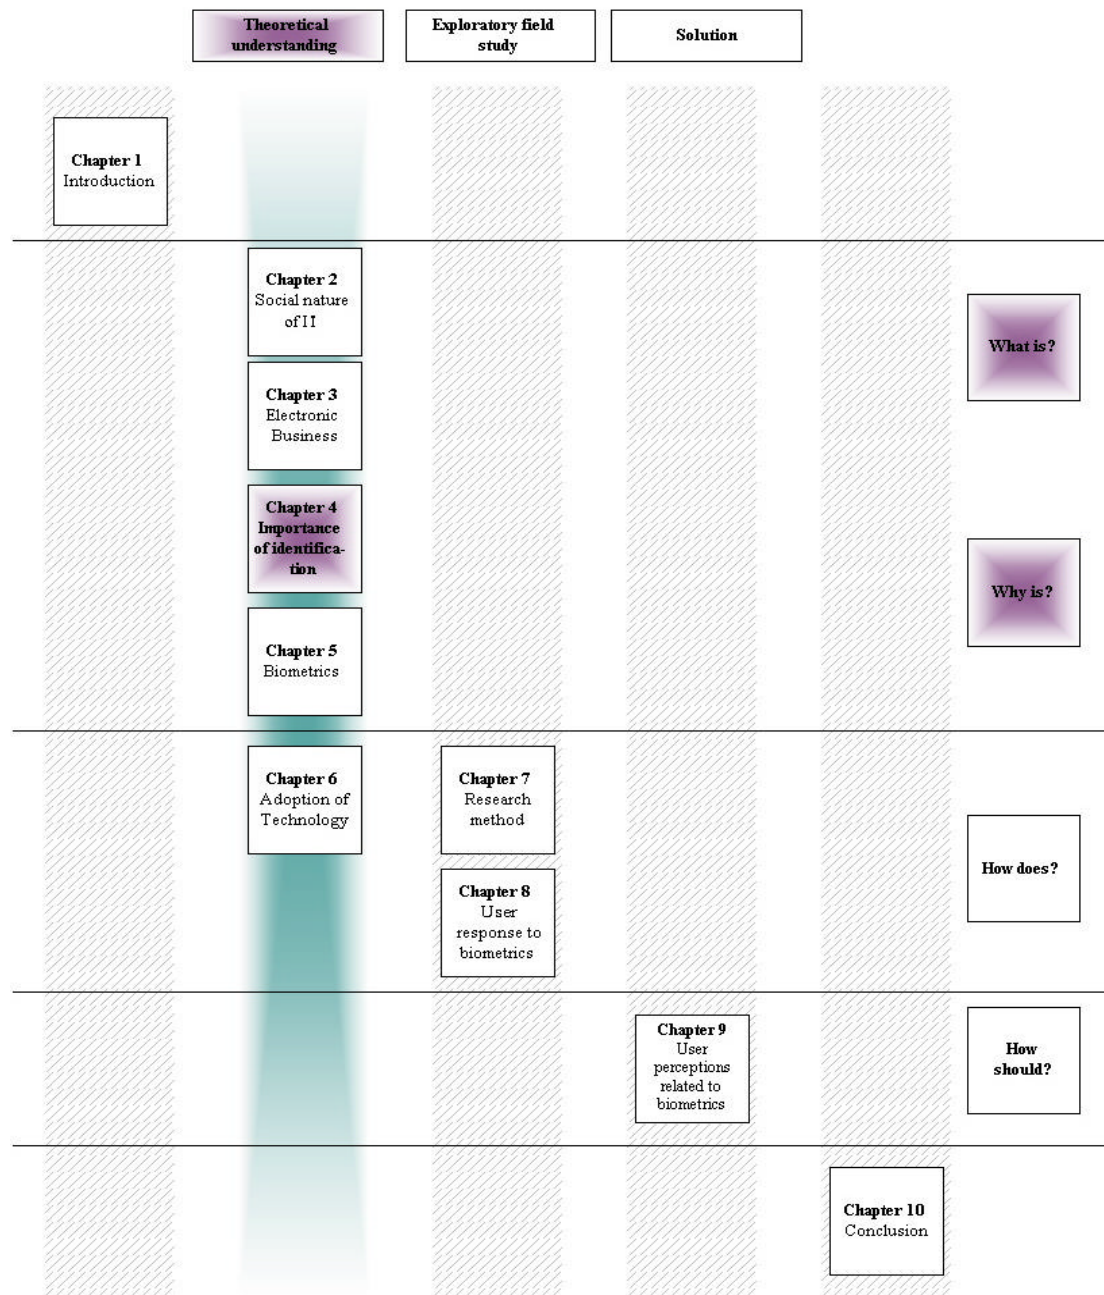 Theoretical
understanding
Exploratory field
study
Solution
Chapter 1
Introduction
Chapter 2
Social nature
of IT
What is?
Chapter 3
Electronic
Business
Chapter 4
Importance
of identifica-
tion
Why is?
Chapter 5
Biometrics
Chapter 6
Adoption of
Technology
Chapter 7
Research
method
How does?
Chapter 8
User
response to
biometrics
Chapter 9
User
perceptions
related to
biometrics
How
should?
Chapter 10
Conclusion